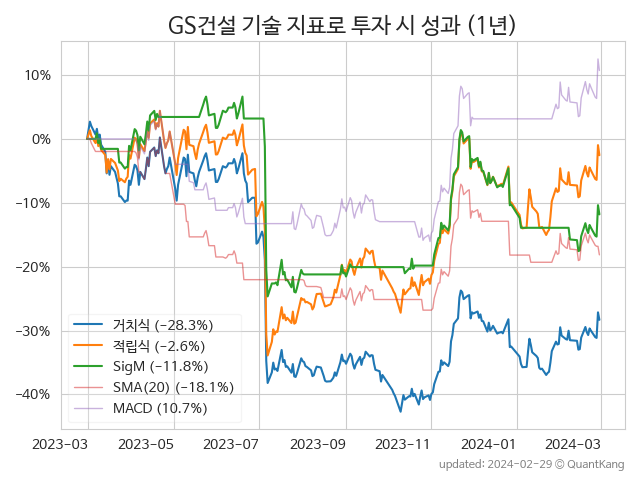 GS건설 기술 지표로 투자 시 성과 (1년)
10%
0%
−10%
−20%
−30%
−40%
거치식 (−28.3%)
적립식 (−2.6%)
SigM (−11.8%)
SMA(20) (−18.1%)
MACD (10.7%)
2023−03
2023−05
2023−07
2023−09
2023−11
2024−01
2024−03
updated: 2024−02−29 © QuantKang